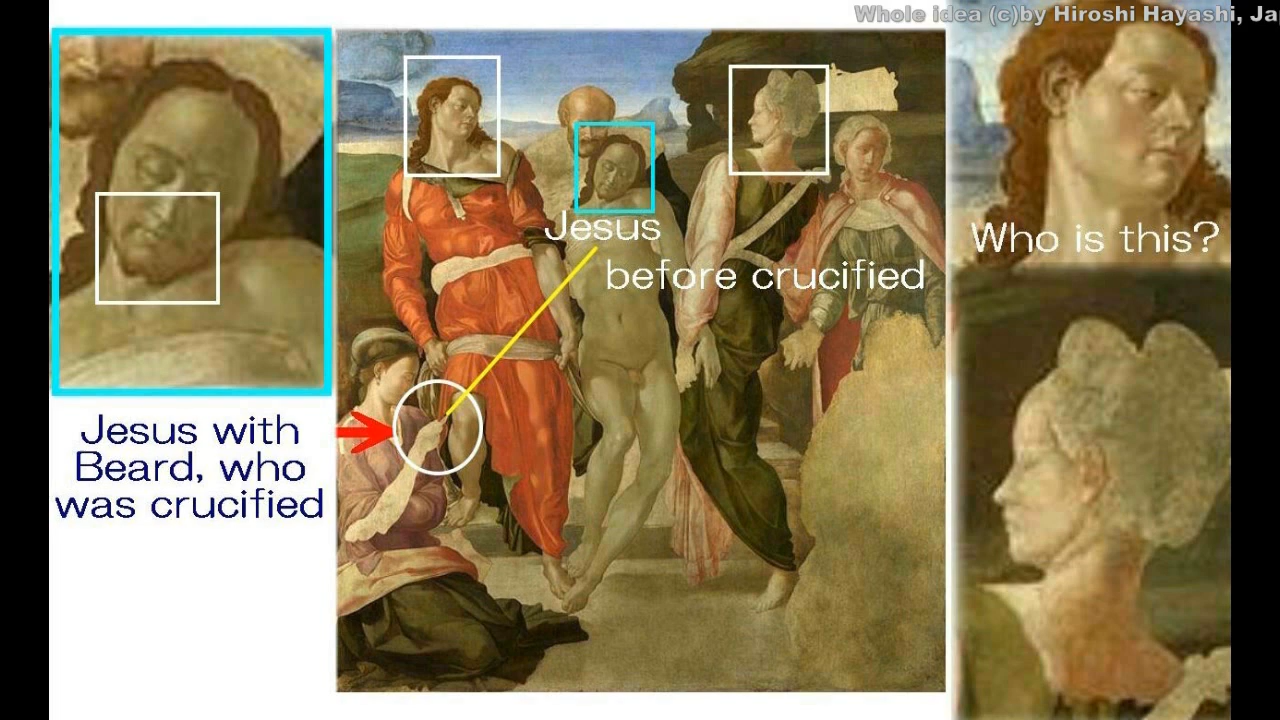 Whole idea (c)by Hiroshi Hayashi, Ja
Jesus
before crucified
Who is this?
Jesus with
Beard, who
was crucified